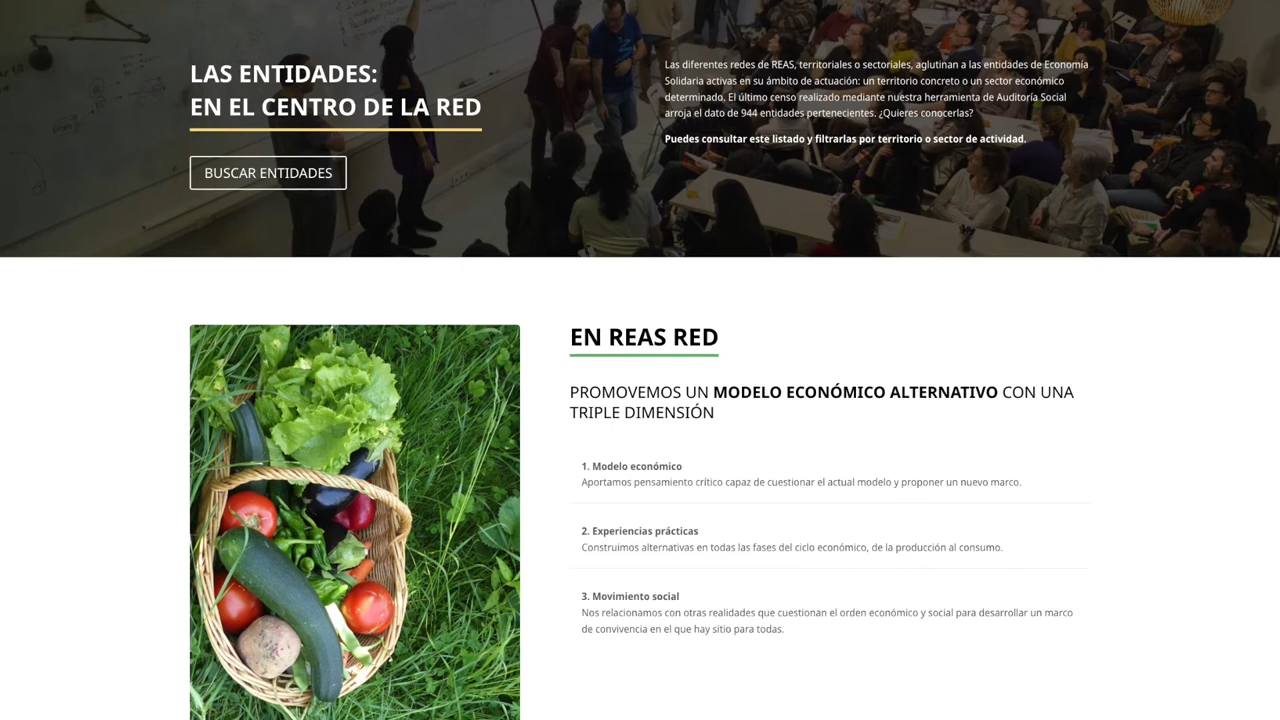 LAS ENTIDADES:
EN EL CENTRO DE LA RED
BUSCAR ENTIDADES
Las diferentes redes de REAS, territoriales o sectoriales, aglutinan a las entidades de Economía
Solidaria activas en su ámbito de actuación: un territorio concreto o un sector económico
determinado. El último censo realizado mediante nuestra herramienta de Auditoría Social
arroja el dato de 944 entidades pertenecientes. ¿Quieres conocerlas?
Puedes consultar este listado y filtrarlas por territorio o sector de actividad.
EN REAS RED
PROMOVEMOS UN MODELO ECONÓMICO ALTERNATIVO CON UNA
TRIPLE DIMENSIÓN
1. Modelo económico
Aportamos pensamiento crítico capaz de cuestionar el actual modelo y proponer un nuevo marco.
2. Experiencias prácticas
Construimos alternativas en todas las fases del ciclo económico, de la producción al consumo.
3. Movimiento social
Nos relacionamos con otras realidades que cuestionan el orden económico y social para desarrollar un marco
de convivencia en el que hay sitio para todas.